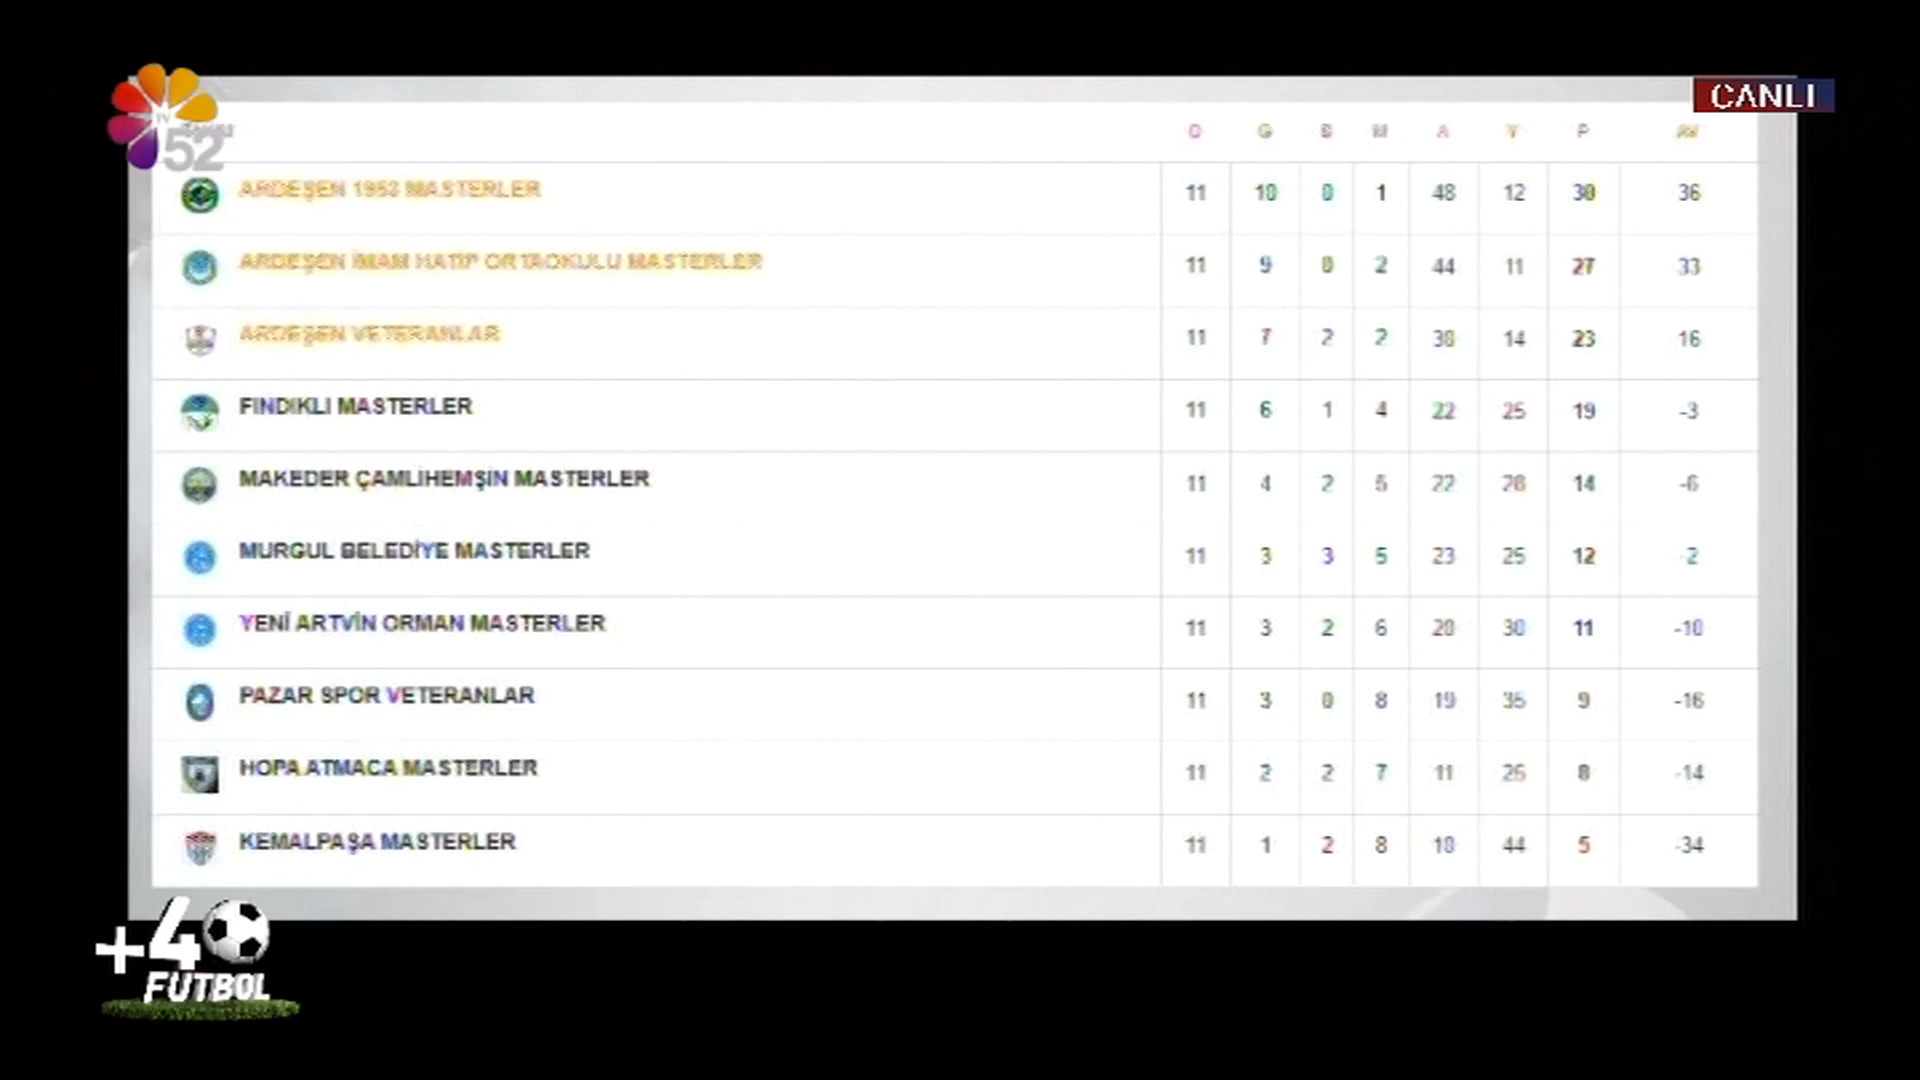 TV
52
CANLI
O G B M A Y P AV
ARDEŞEN 1953 MASTERLER 11 10 0 1 48 12 30 36
ARDEŞEN İMAM HATİP ORTAOKULU MASTERLER 11 9 0 2 44 11 27 33
ARDEŞEN VETERANLAR 11 7 2 2 30 14 23 16
FINDIKLI MASTERLER 11 6 1 4 22 25 19 -3
MAKEDER ÇAMLIHEMŞİN MASTERLER 11 4 2 5 22 28 14 -6
MURGUL BELEDİYE MASTERLER 11 3 3 5 23 25 12 -2
YENİ ARTVİN ORMAN MASTERLER 11 3 2 6 20 30 11 -10
PAZAR SPOR VETERANLAR 11 3 0 8 19 35 9 -16
HOPA ATMACA MASTERLER 11 2 2 7 11 25 8 -14
KEMALPAŞA MASTERLER 11 1 2 8 10 44 5 -34
+40
FUTBOL